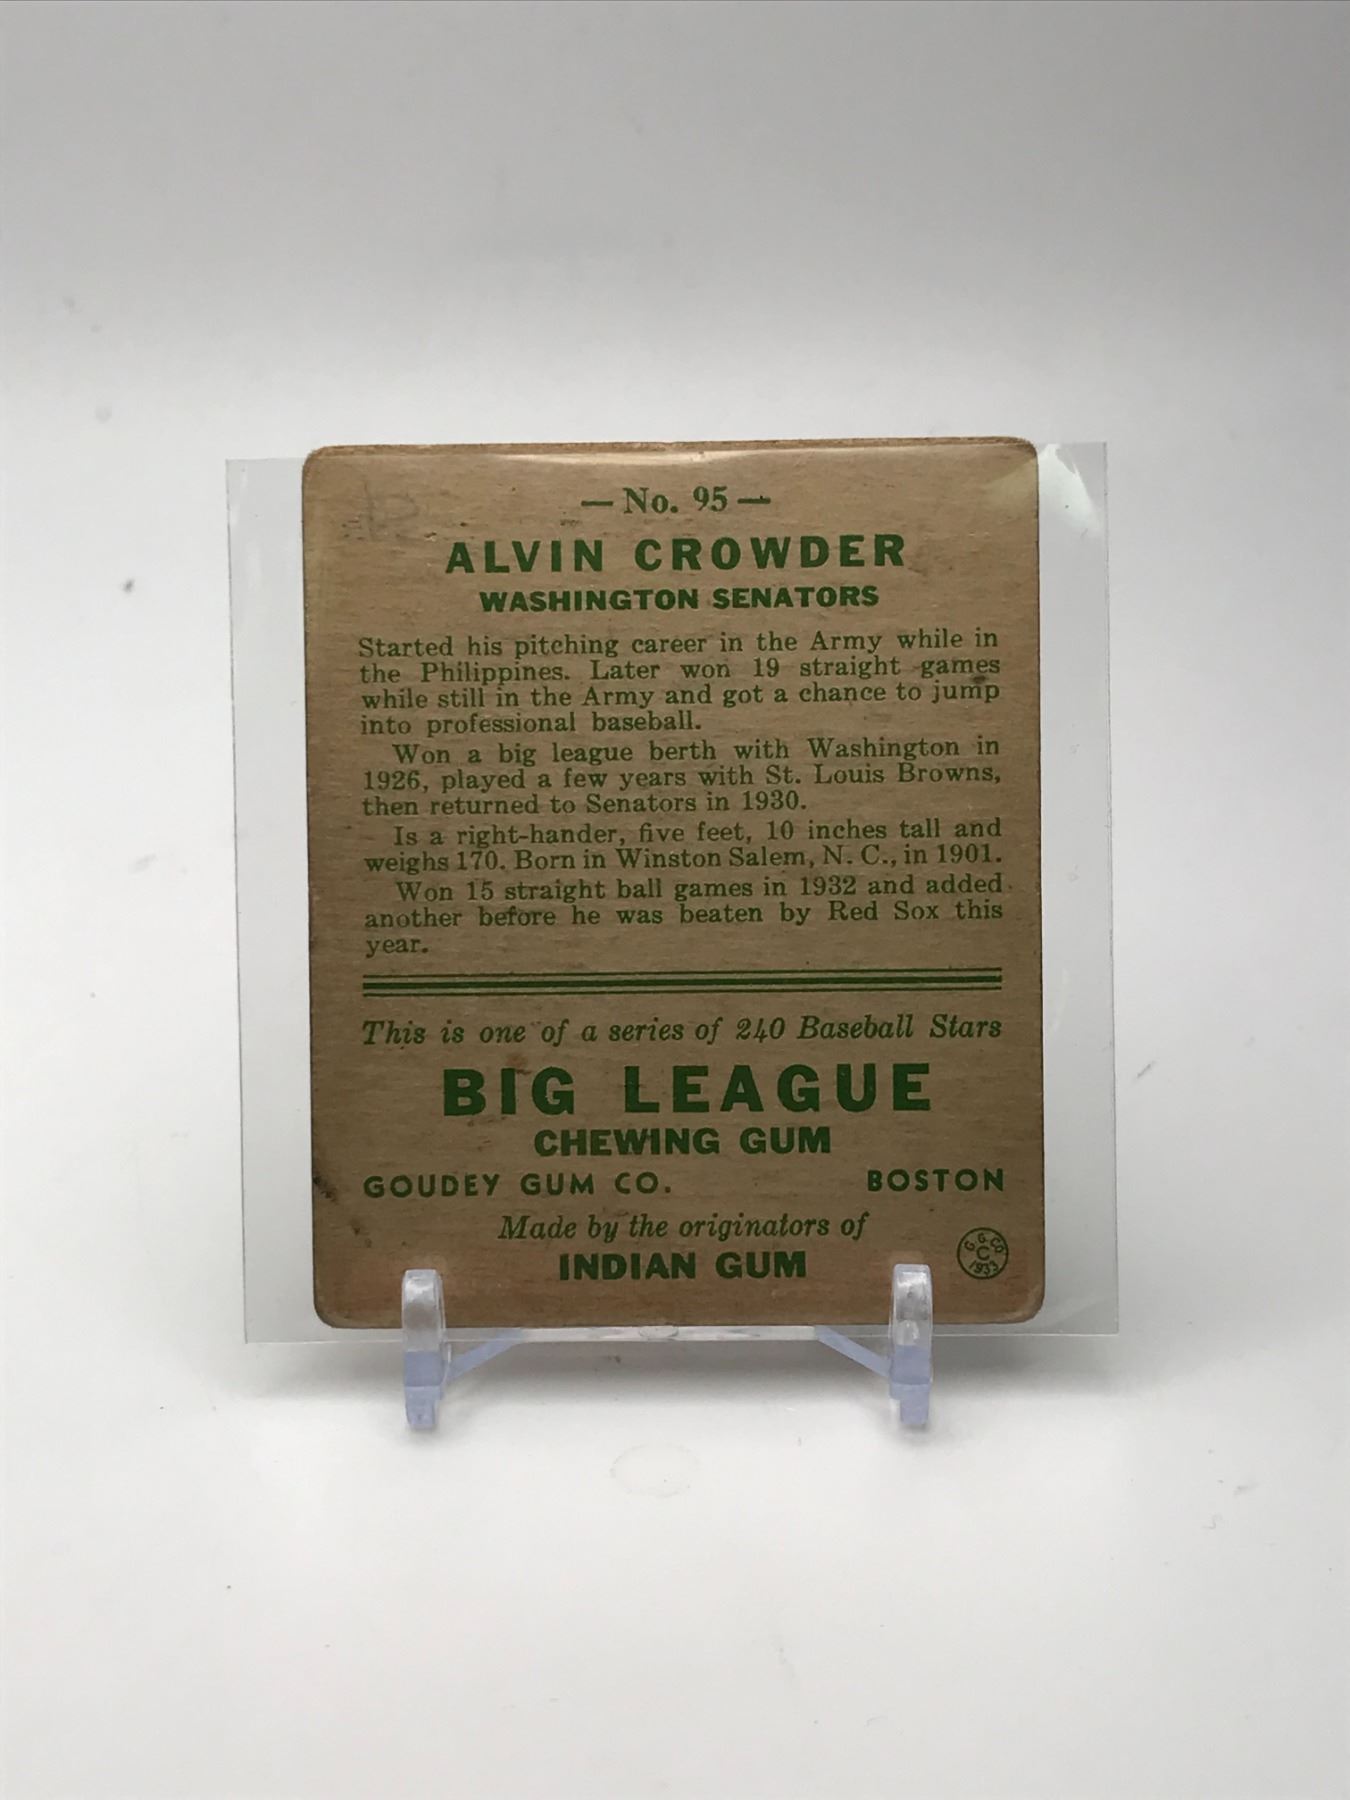 — No. 95 —
ALVIN CROWDER
WASHINGTON SENATORS
Started his pitching career in the Army while in
the Philippines. Later won 19 straight games
while still in the Army and got a chance to jump
into professional baseball.
Won a big league berth with Washington in
1926, played a few years with St. Louis Browns,
then returned to Senators in 1930.
Is a right-hander, five feet, 10 inches tall and
weighs 170. Born in Winston Salem, N. C., in 1901.
Won 15 straight ball games in 1932 and added
another before he was beaten by Red Sox this
year.
This is one of a series of 240 Baseball Stars
BIG LEAGUE
CHEWING GUM
GOUDEY GUM CO. BOSTON
Made by the originators of
INDIAN GUM
G. G. CO.
C
1933